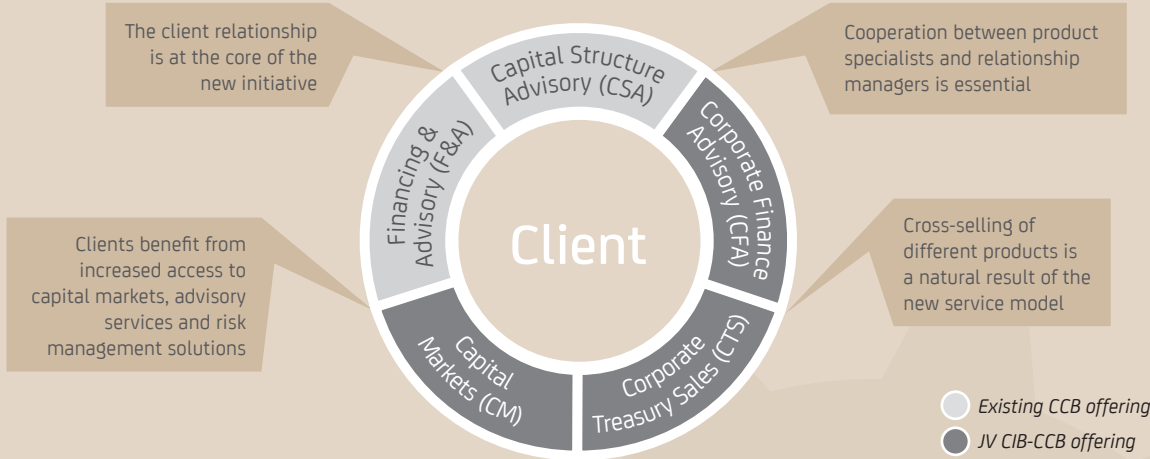 The client relationship
is at the core of the
new initiative
Capital Structure
Advisory (CSA)
Cooperation between product
specialists and relationship
managers is essential
Financing &
Advisory (F&A)
Corporate Finance
Advisory (CFA)
Client
Clients benefit from
increased access to
capital markets, advisory
services and risk
management solutions
Cross-selling of
different products is
a natural result of the
new service model
Capital
Markets (CM)
Corporate
Treasury Sales (CTS)
Existing CCB offering
JV CIB-CCB offering